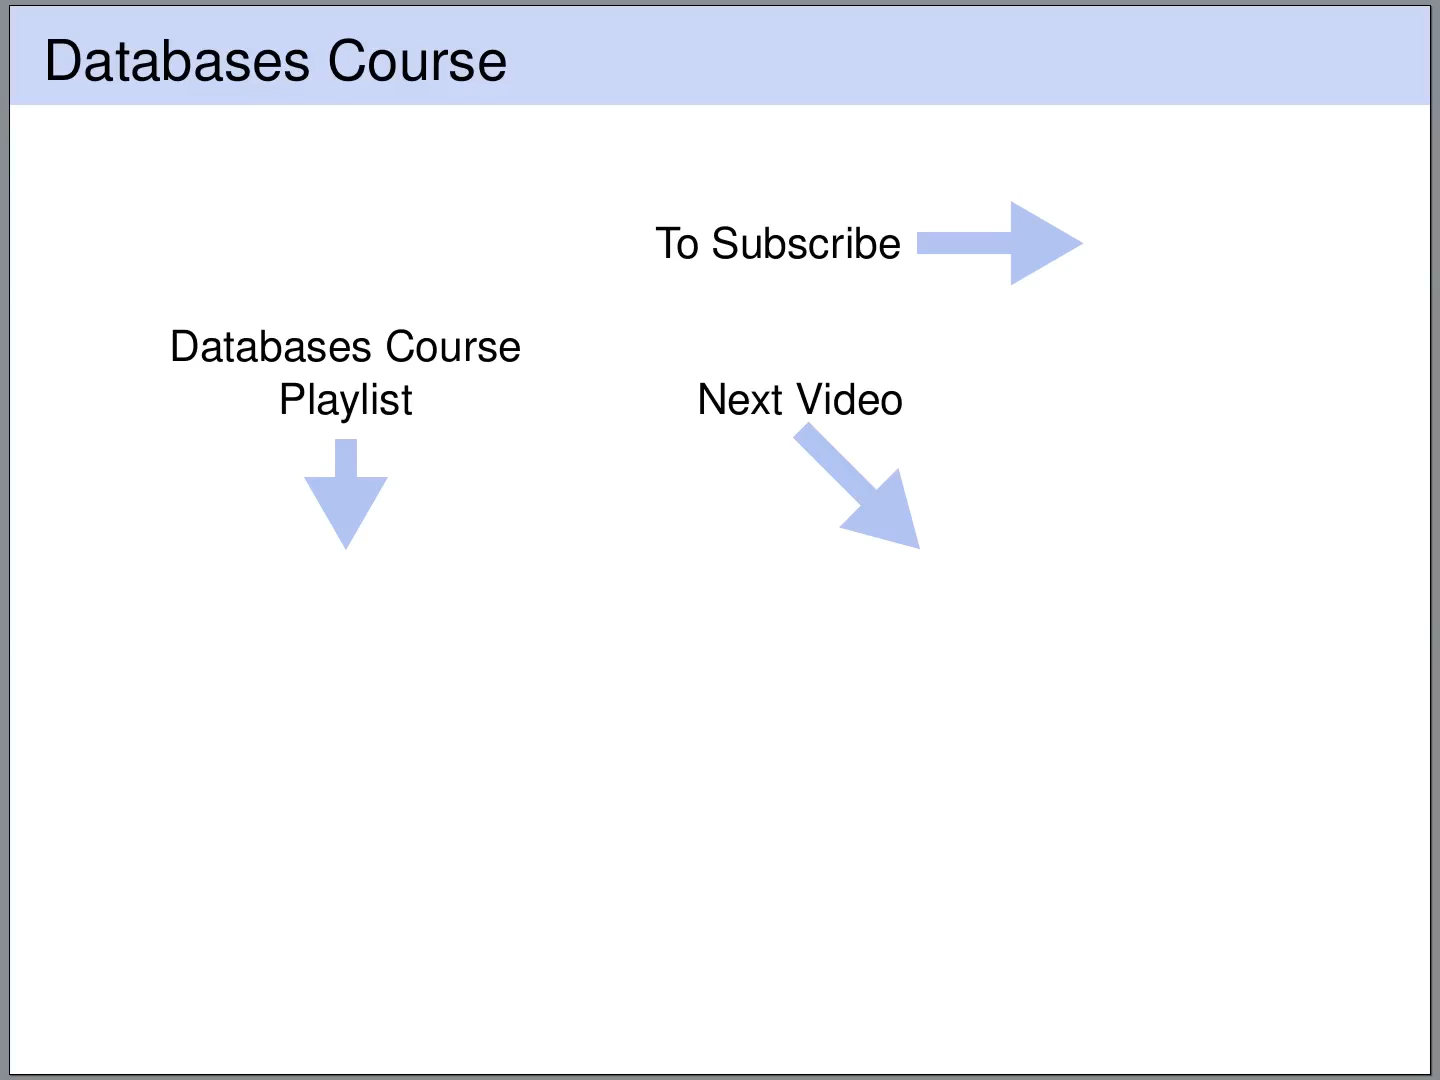 Databases Course
To Subscribe
Databases Course
Playlist
Next Video